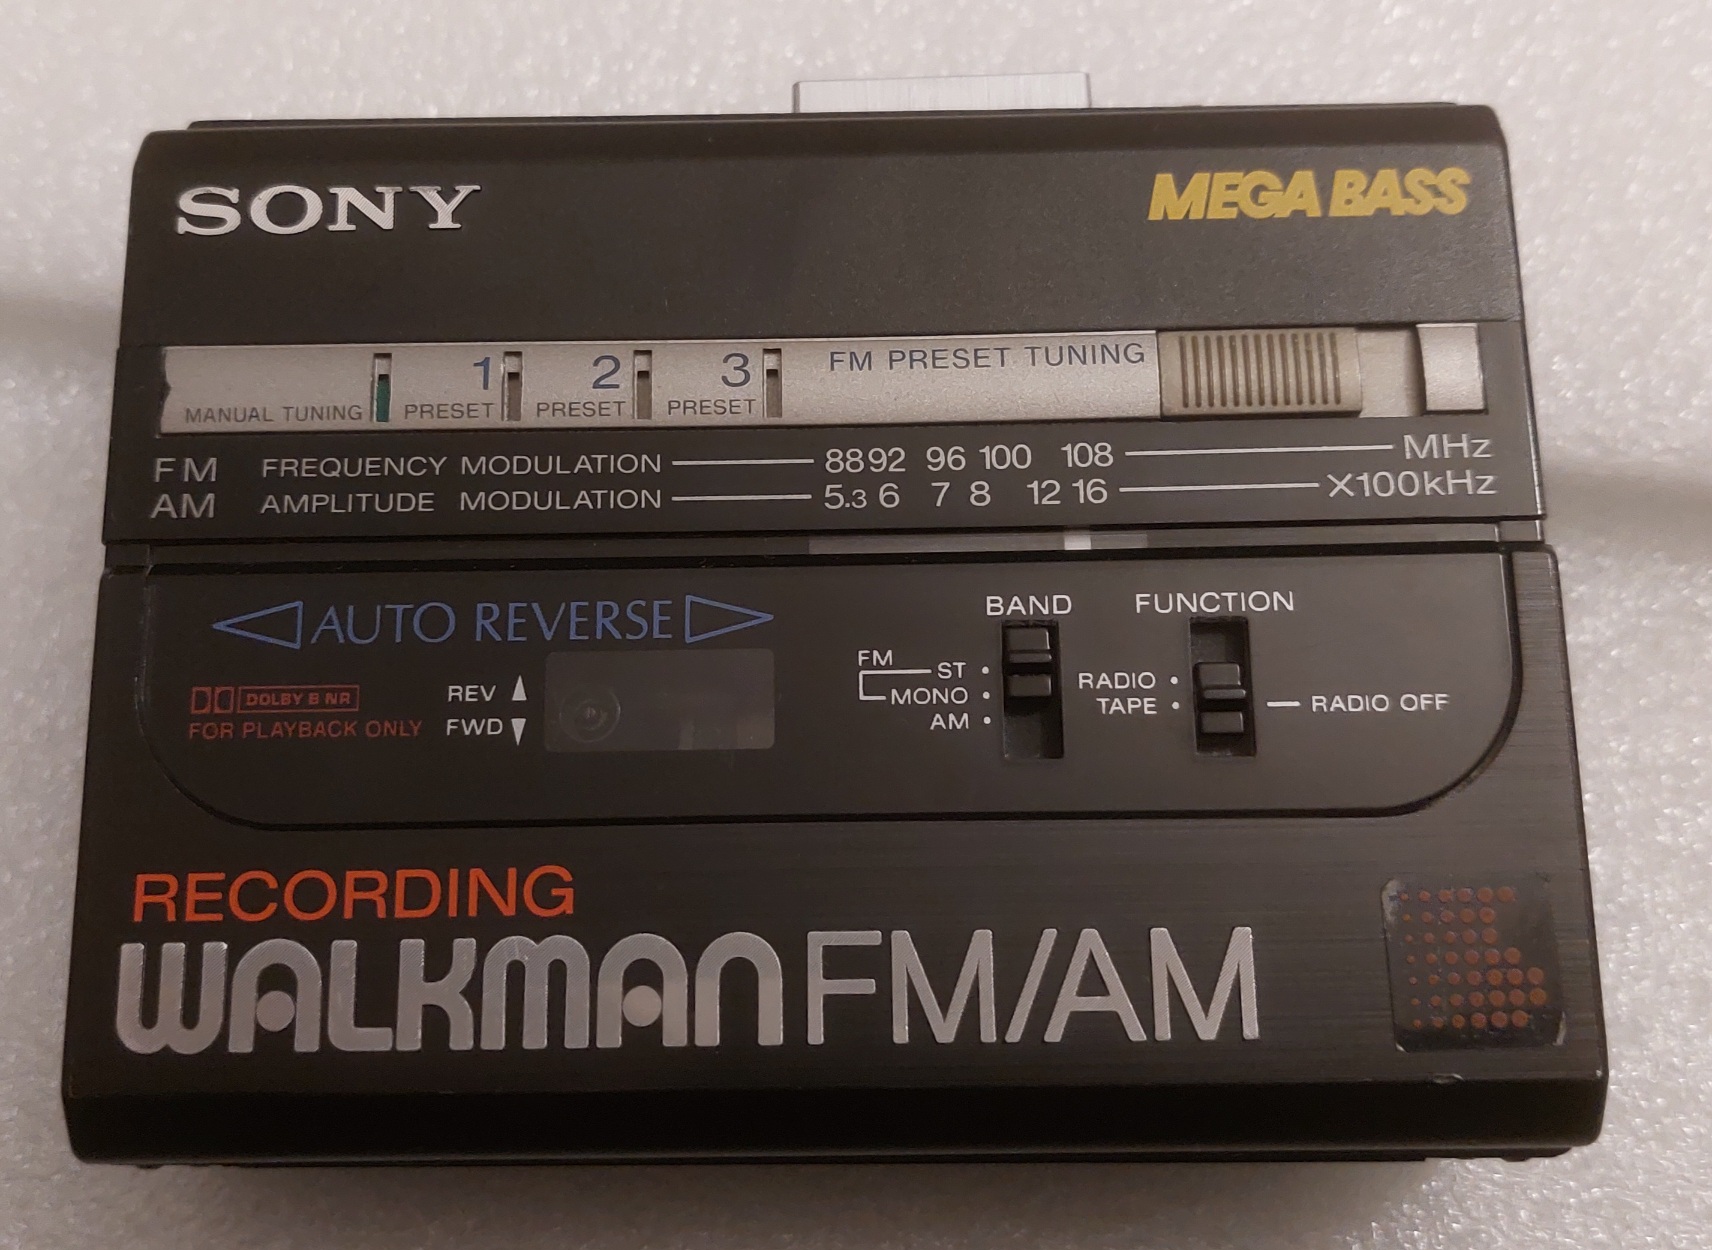 SONY
MEGA BASS
1 2 3 FM PRESET TUNING
MANUAL TUNING PRESET PRESET PRESET
FM FREQUENCY MODULATION 88 92 96 100 108 MHz
AM AMPLITUDE MODULATION 5.3 6 7 8 12 16 X100kHz
AUTO REVERSE
DOLBY B NR
FOR PLAYBACK ONLY
REV
FWD
BAND
FM
ST
MONO
AM
FUNCTION
RADIO
TAPE
RADIO OFF
RECORDING
WALKMAN FM/AM